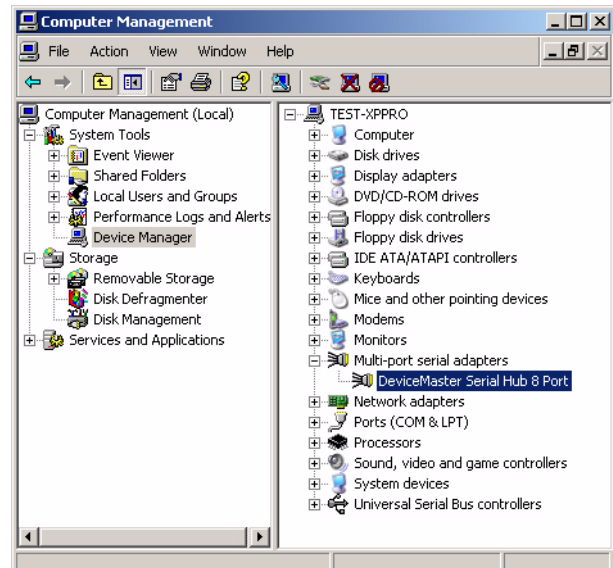 Computer Management
File Action View Window Help
Computer Management (Local)
System Tools
Event Viewer
Shared Folders
Local Users and Groups
Performance Logs and Alerts
Device Manager
Storage
Removable Storage
Disk Defragmenter
Disk Management
Services and Applications
TEST-XPPRO
Computer
Disk drives
Display adapters
DVD/CD-ROM drives
Floppy disk controllers
Floppy disk drives
IDE ATA/ATAPI controllers
Keyboards
Mice and other pointing devices
Modems
Monitors
Multi-port serial adapters
DeviceMaster Serial Hub 8 Port
Network adapters
Ports (COM & LPT)
Processors
Sound, video and game controllers
System devices
Universal Serial Bus controllers